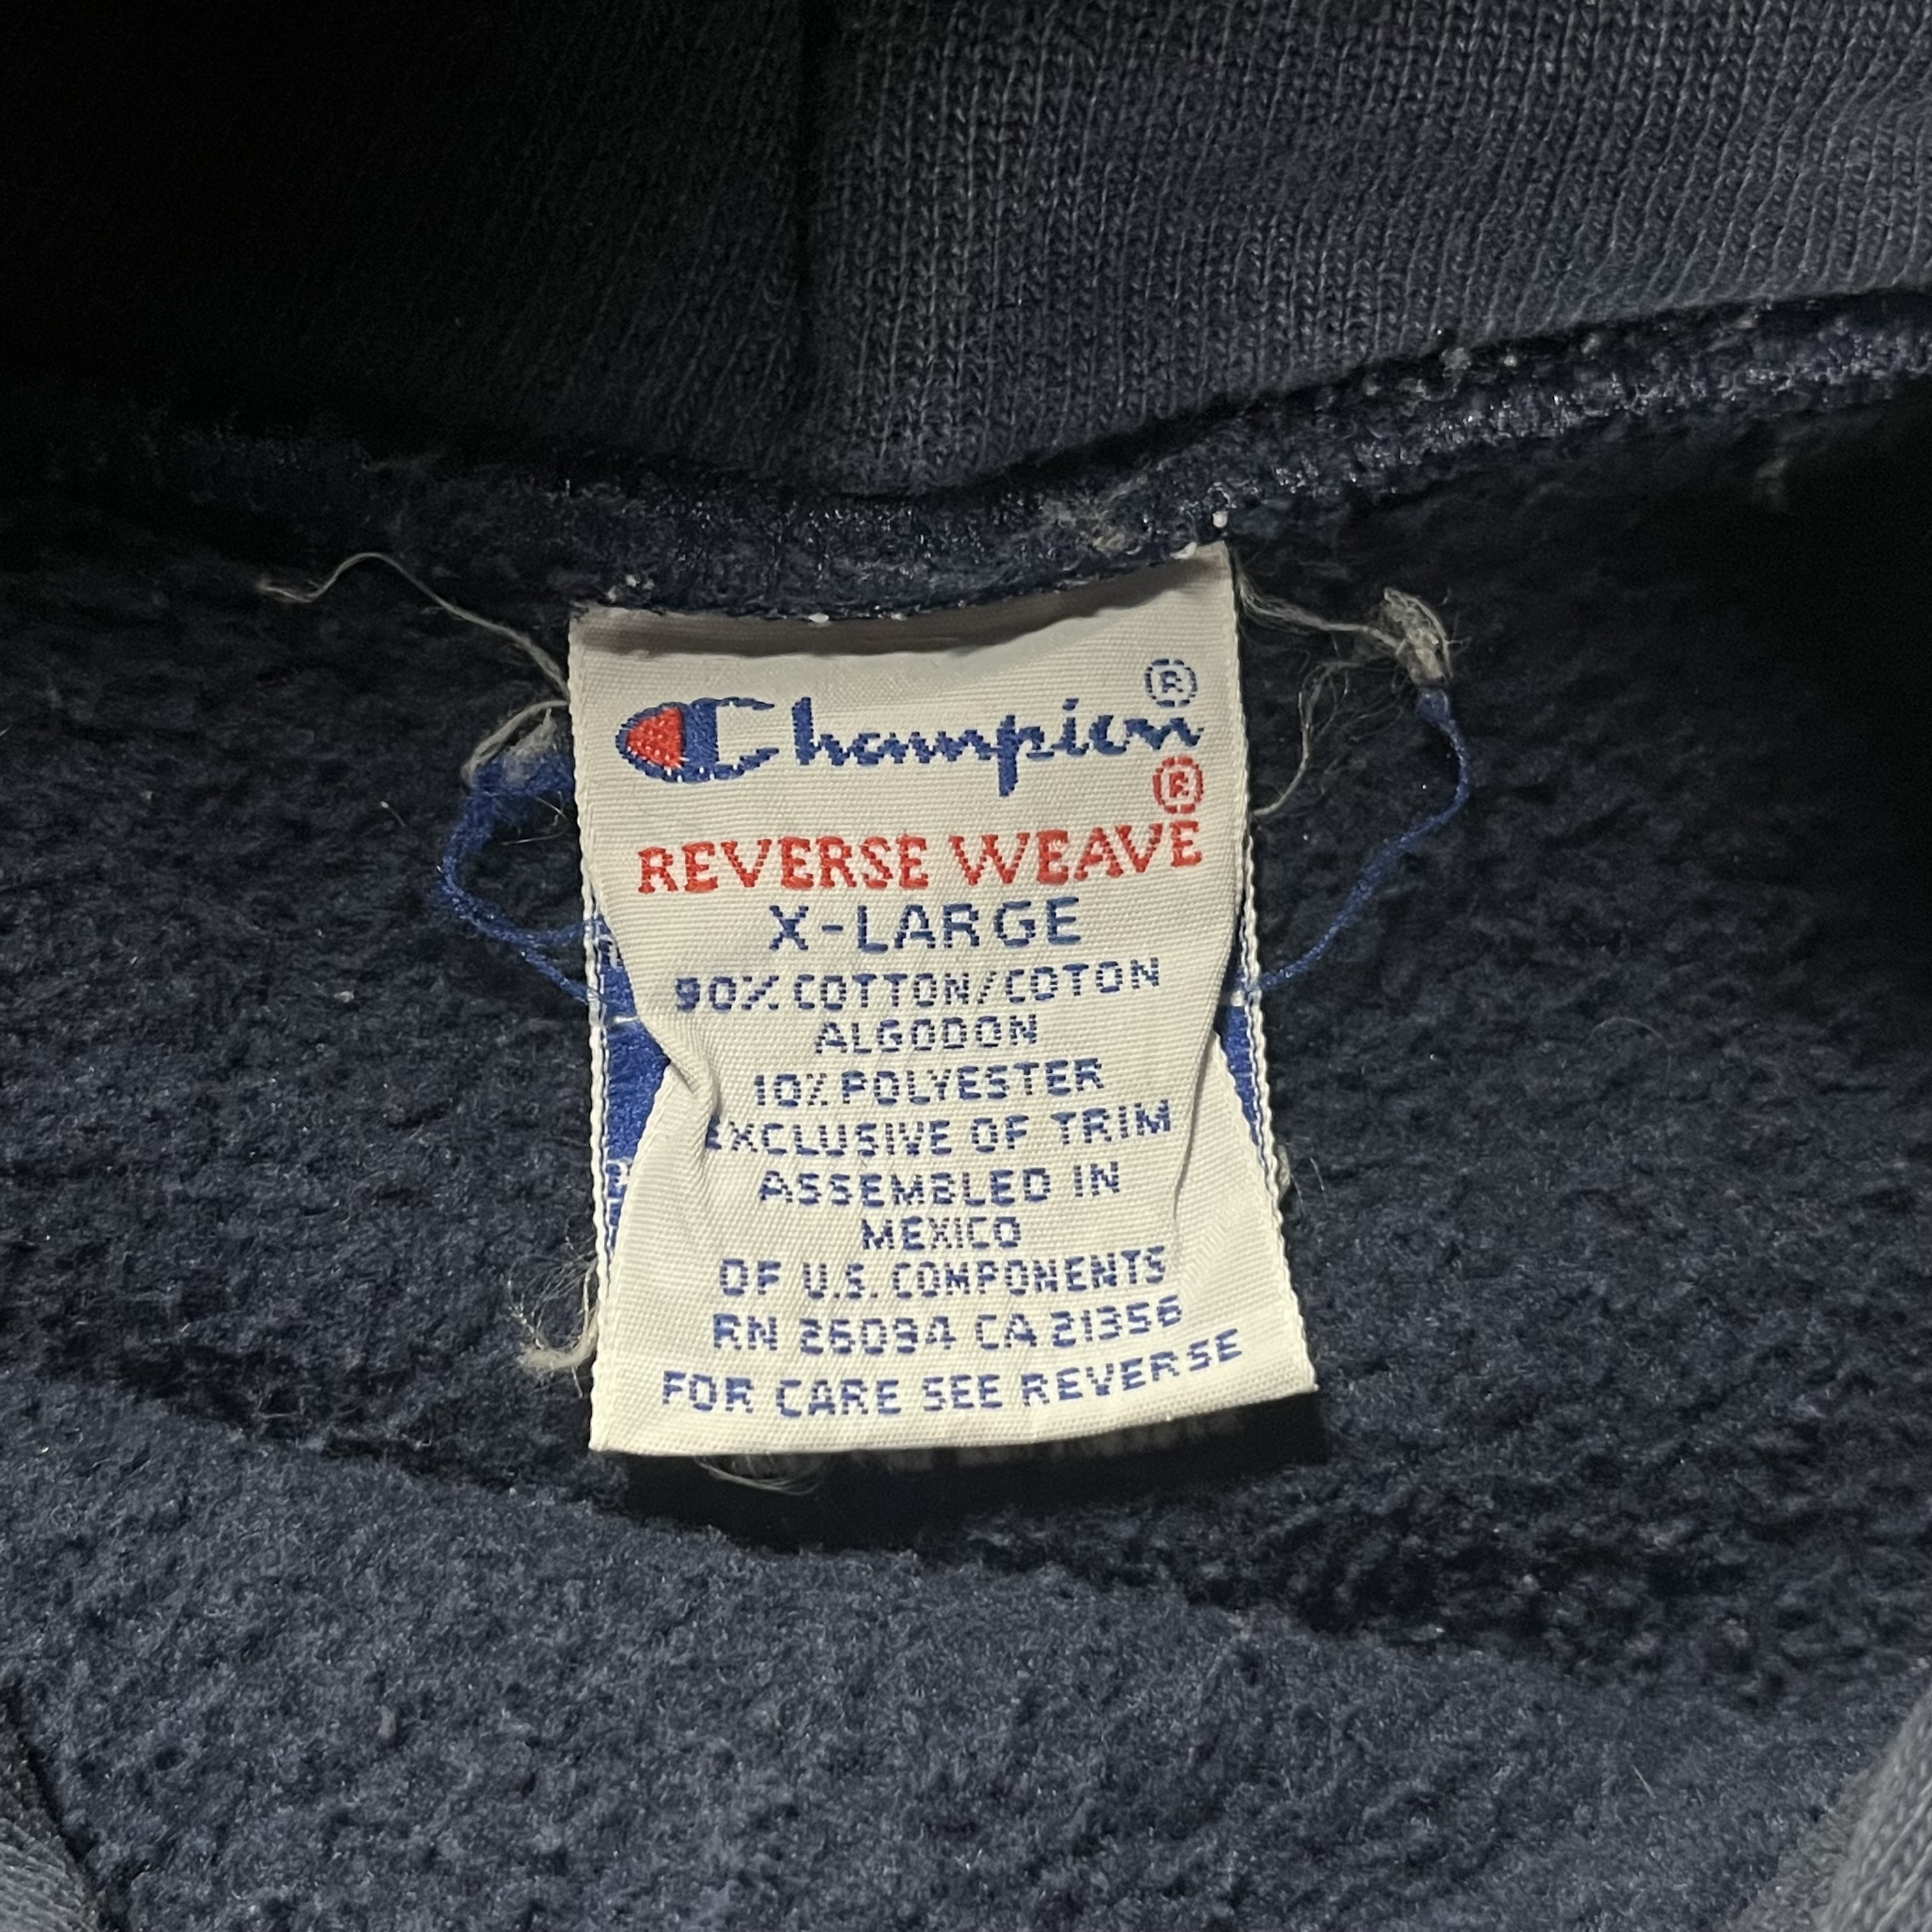 Champion®
®
REVERSE WEAVE
X-LARGE
90% COTTON/COTON
ALGODON
10% POLYESTER
EXCLUSIVE OF TRIM
ASSEMBLED IN
MEXICO
OF U.S. COMPONENTS
RN 26094 CA 21356
FOR CARE SEE REVERSE